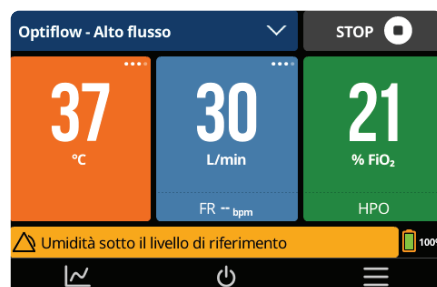 Optiflow - Alto flusso
STOP
37
°C
30
L/min
FR -- bpm
21
% FiO₂
HPO
Umidità sotto il livello di riferimento
100%